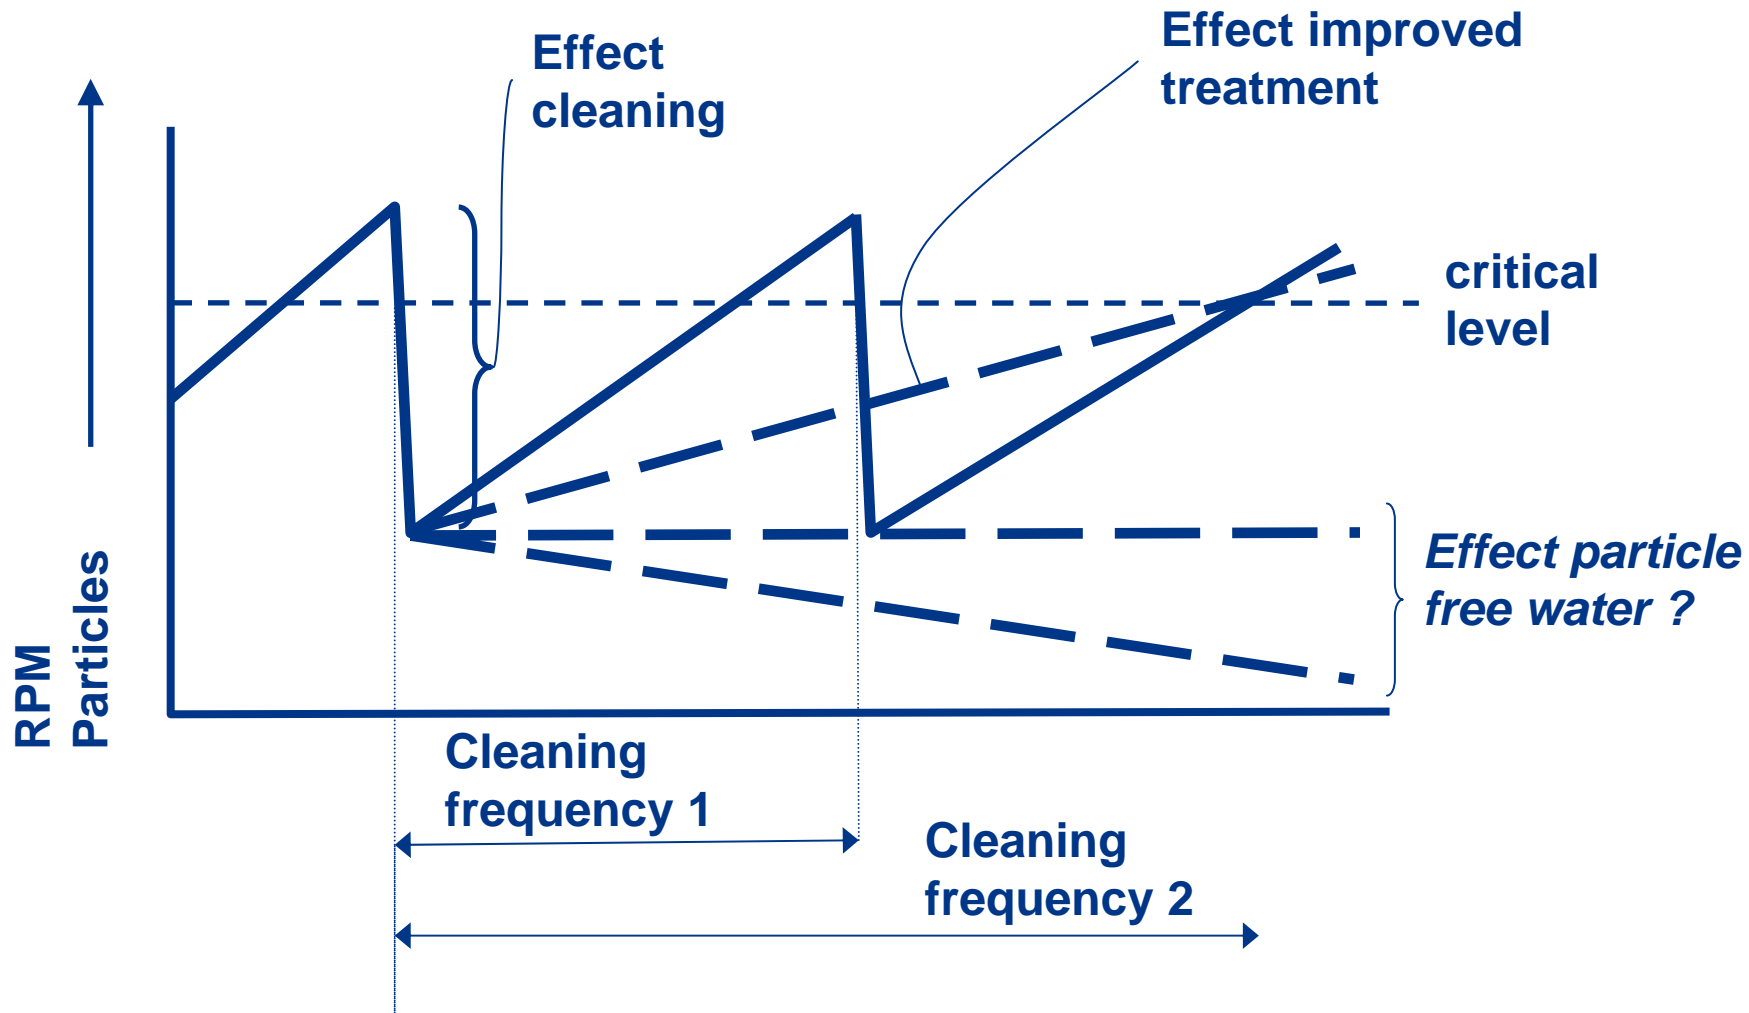 Effect
cleaning
Effect improved
treatment
critical
level
RPM
Particles
Effect particle
free water ?
Cleaning
frequency 1
Cleaning
frequency 2